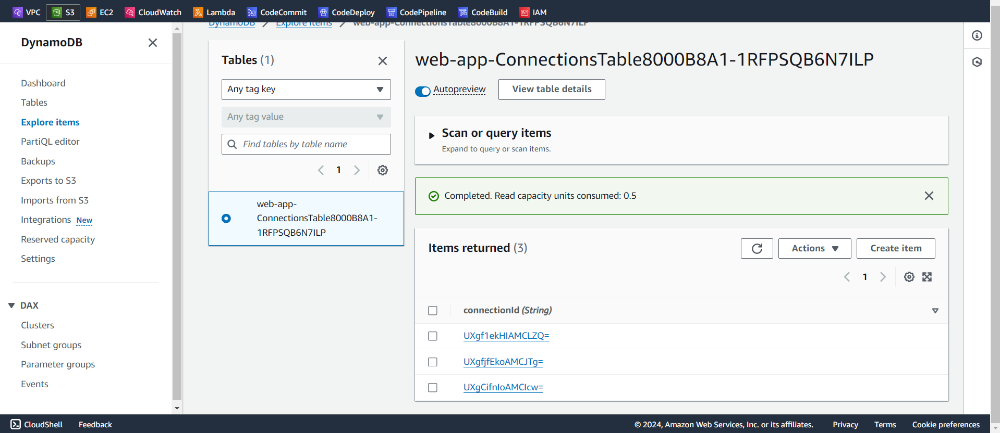 VPC S3 EC2 CloudWatch Lambda CodeCommit CodeDeploy CodePipeline CodeBuild IAM
DynamoDB
Dashboard
Tables
Explore items
PartiQL editor
Backups
Exports to S3
Imports from S3
Integrations New
Reserved capacity
Settings
DAX
Clusters
Subnet groups
Parameter groups
Events
DynamoDB Explore items web-app-ConnectionsTable8000B8A1-1RFPSQB6N7ILP
Tables (1)
Any tag key
Any tag value
Find tables by table name
1
web-app-
ConnectionsTable8000B8A1-
1RFPSQB6N7ILP
web-app-ConnectionsTable8000B8A1-1RFPSQB6N7ILP
Autopreview View table details
Scan or query items
Expand to query or scan items.
Completed. Read capacity units consumed: 0.5
Items returned (3) Actions Create item
1
connectionId (String)
UXgf1ekHIAMCLZQ=
UXgfjfEkoAMCJTg=
UXgCifnIoAMCIcw=
CloudShell Feedback © 2024, Amazon Web Services, Inc. or its affiliates. Privacy Terms Cookie preferences